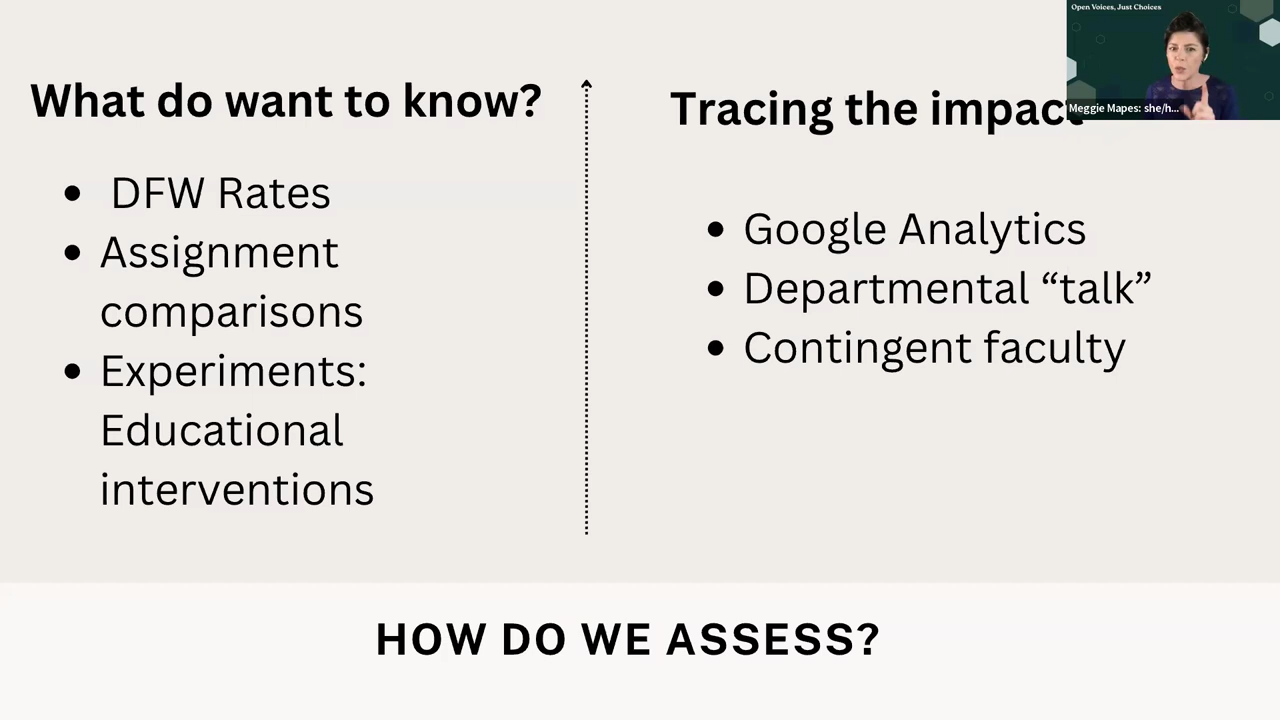 Open Voices, Just Choices
Meggie Mapes: she/h...
What do want to know?
DFW Rates
Assignment
comparisons
Experiments:
Educational
interventions
Tracing the impact
Google Analytics
Departmental “talk”
Contingent faculty
HOW DO WE ASSESS?